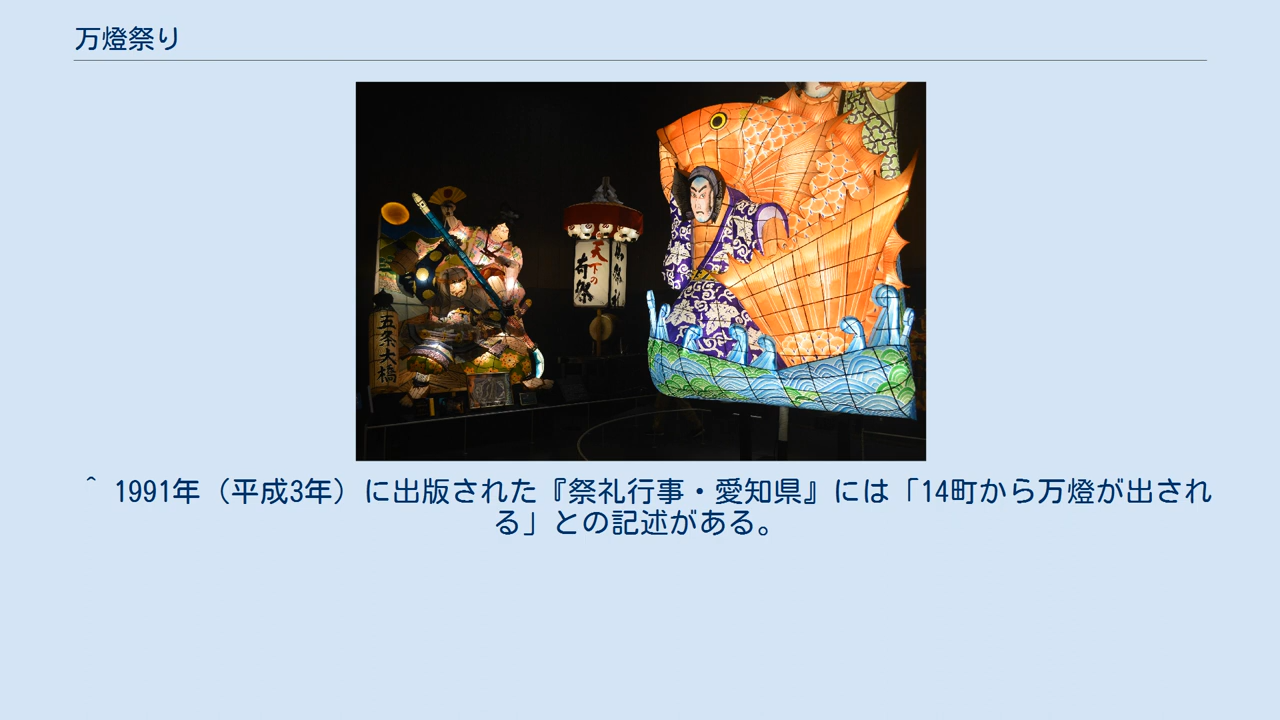 万燈祭り
天下の
奇祭
五条大橋
^ 1991年（平成3年）に出版された『祭礼行事・愛知県』には「14町から万燈が出され
る」との記述がある。